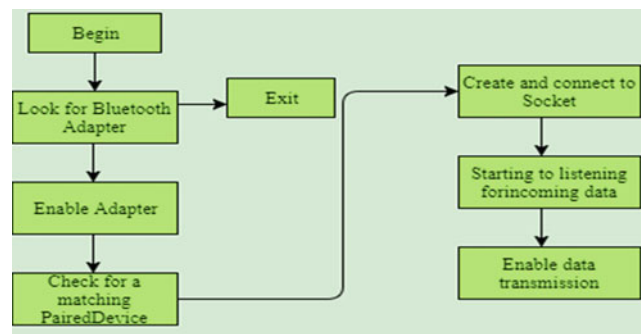 Begin
Look for Bluetooth
Adapter
Exit
Enable Adapter
Check for a
matching
PairedDevice
Create and connect to
Socket
Starting to listening
forincoming data
Enable data
transmission